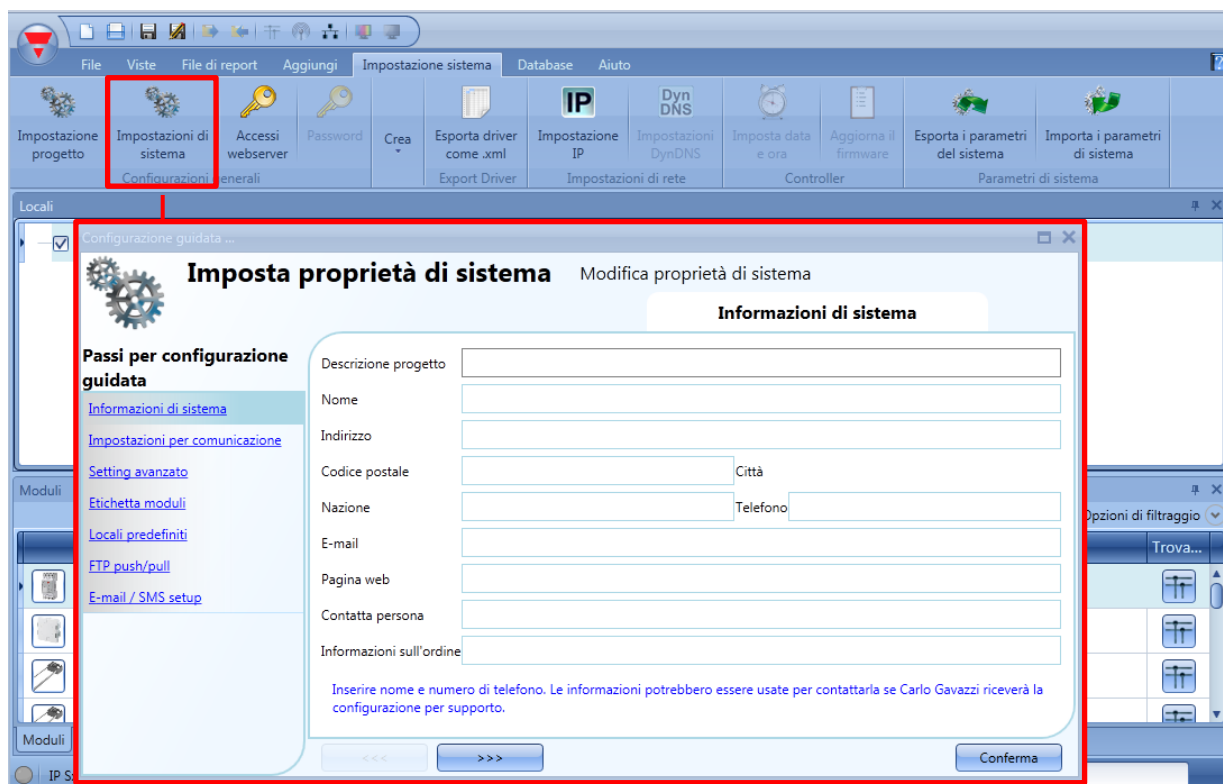 File Viste File di report Aggiungi Impostazione sistema Database Aiuto
Impostazione progetto
Impostazioni di sistema
Accessi webserver
Password
Crea
Esporta driver come .xml
IP
Impostazione IP
Dyn DNS
Impostazioni DynDNS
Imposta data e ora
Aggiorna il firmware
Esporta i parametri del sistema
Importa i parametri di sistema
Configurazioni generali
Export Driver
Impostazioni di rete
Controller
Parametri di sistema
Locali
Configurazione guidata ...
Imposta proprietà di sistema
Modifica proprietà di sistema
Informazioni di sistema
Passi per configurazione
guidata
Informazioni di sistema
Impostazioni per comunicazione
Setting avanzato
Etichetta moduli
Locali predefiniti
FTP push/pull
E-mail / SMS setup
Descrizione progetto
Nome
Indirizzo
Codice postale Città
Nazione Telefono
E-mail
Pagina web
Contatta persona
Informazioni sull'ordine
Inserire nome e numero di telefono. Le informazioni potrebbero essere usate per contattarla se Carlo Gavazzi riceverà la
configurazione per supporto.
<<< >>> Conferma
Moduli
Opzioni di filtraggio
Trova...
Moduli
IP